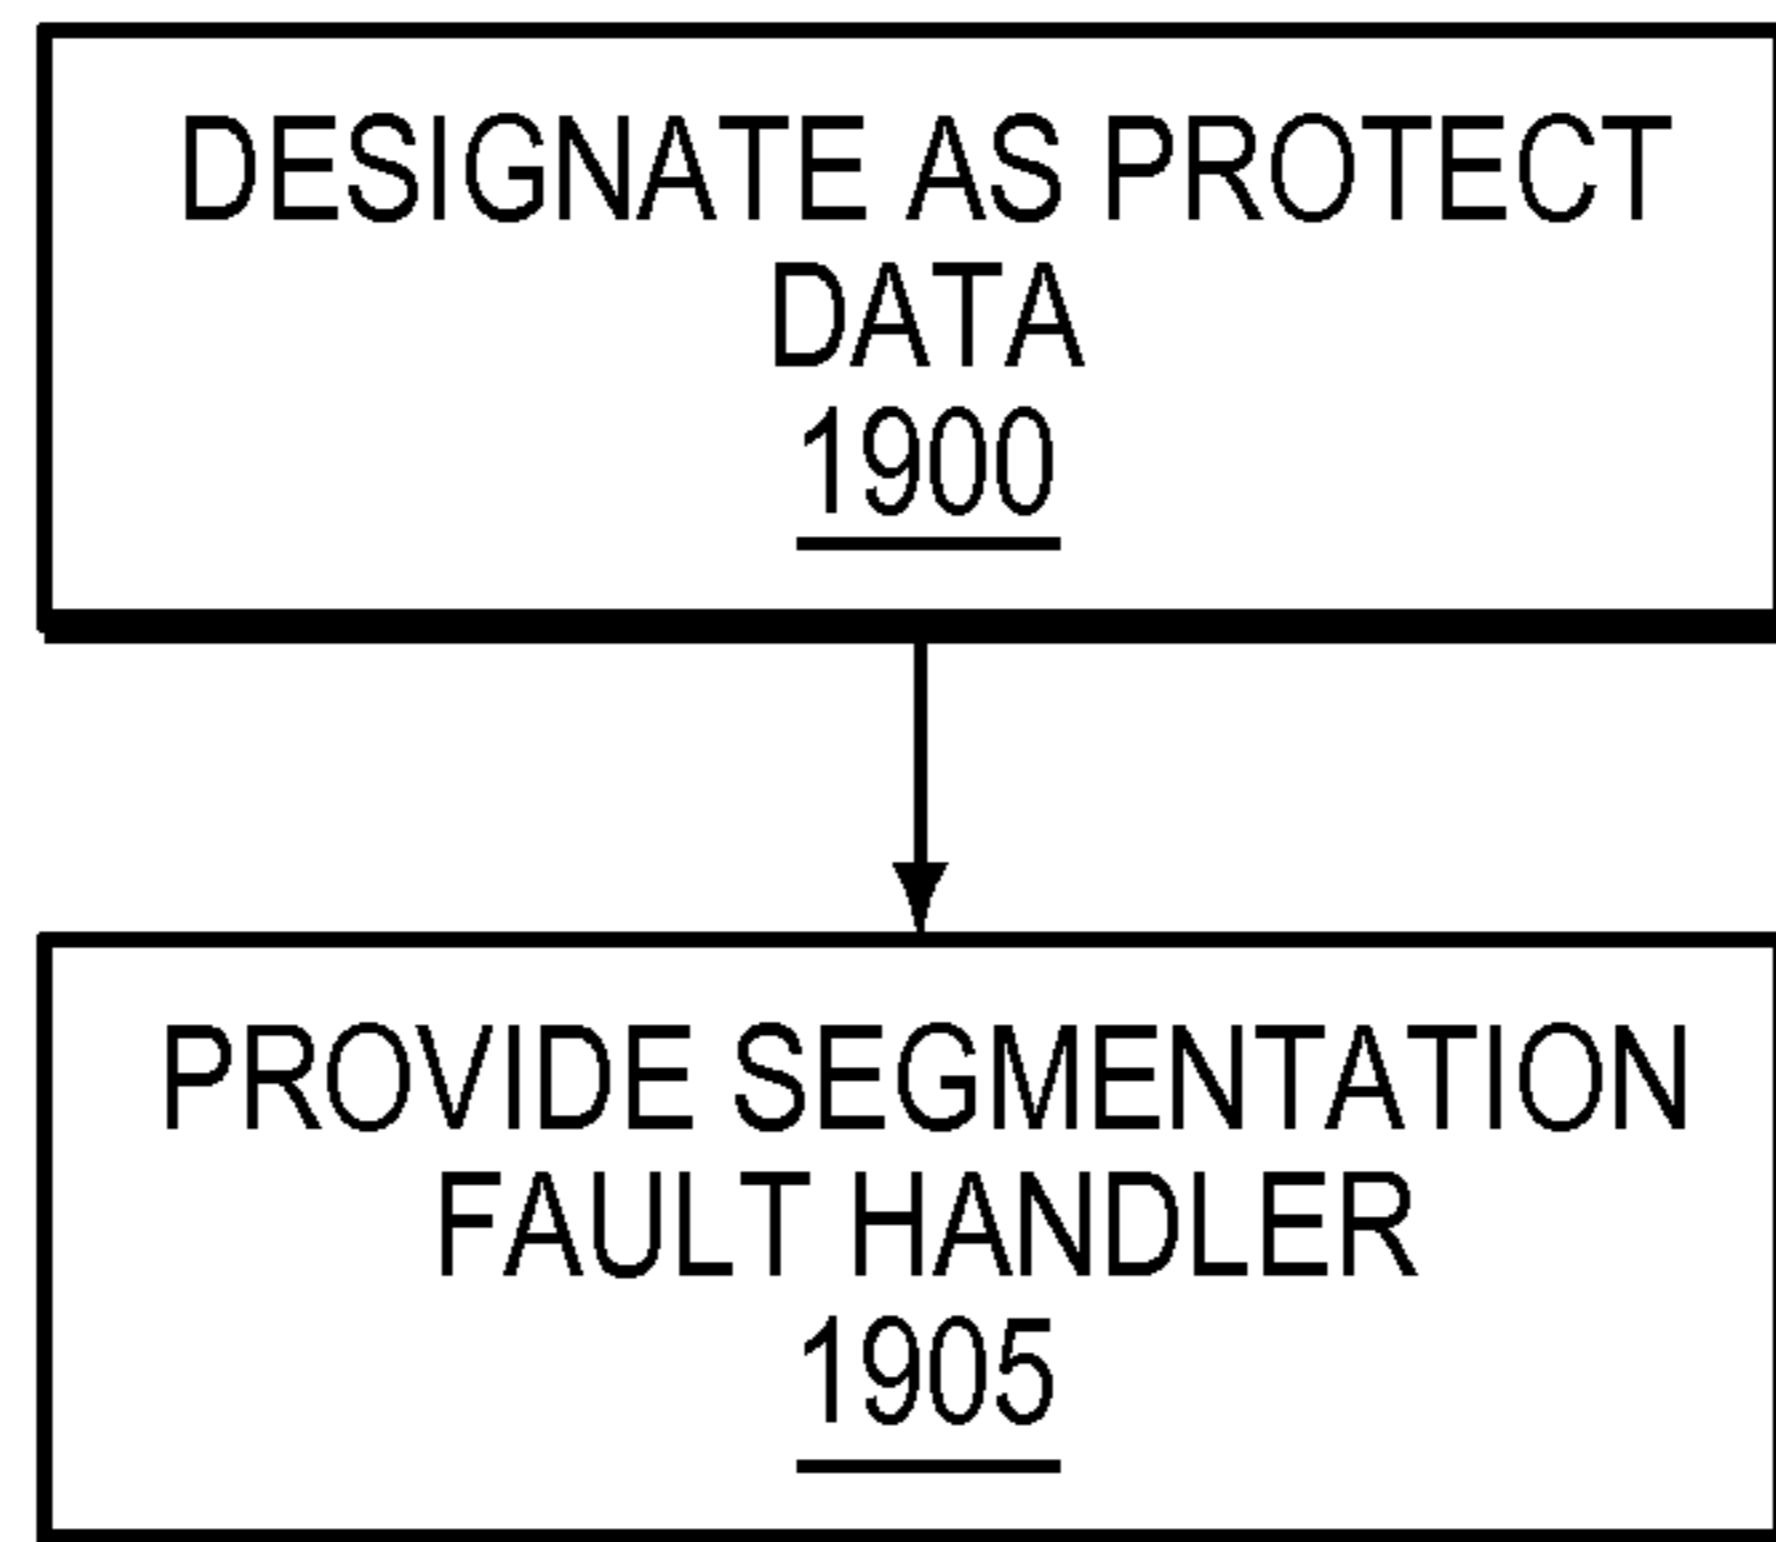 DESIGNATE AS PROTECT
DATA
1900
PROVIDE SEGMENTATION
FAULT HANDLER
1905